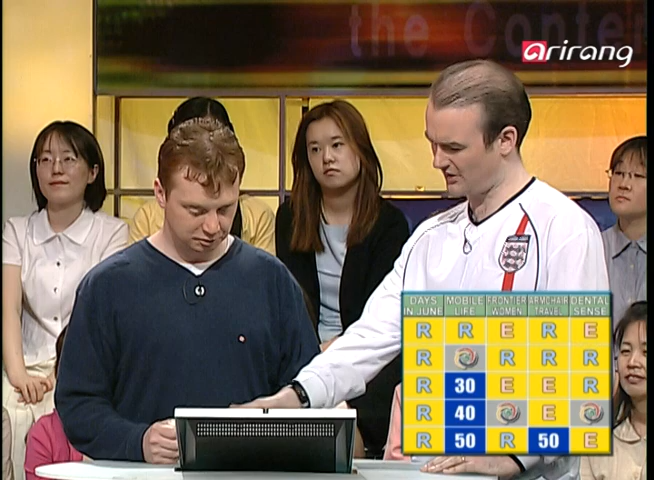 the Conte
arirang
DAYS IN JUNE MOBILE LIFE FRONTIER WOMEN ARMCHAIR TRAVEL DENTAL SENSE
R R E R E
R R R R
R 30 E E R
R 40 E
R 50 R 50 E